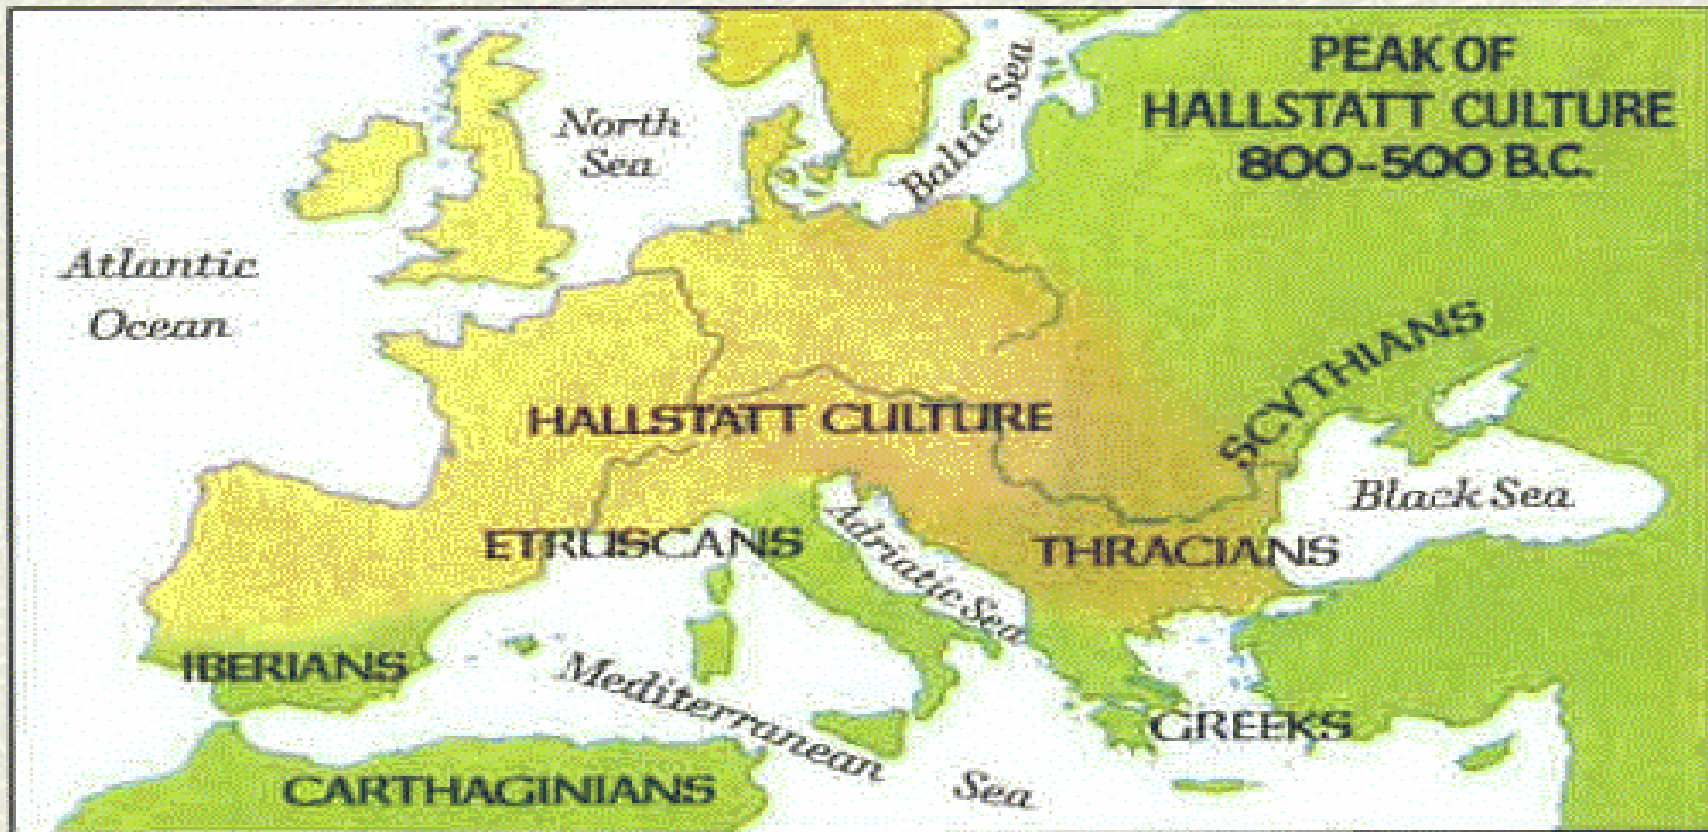 PEAK OF
HALLSTATT CULTURE
800-500 B.C.
North
Sea
Baltic Sea
Atlantic
Ocean
SCYTHIANS
HALLSTATT CULTURE
Black Sea
ETRUSCANS
Adriatic Sea
THRACIANS
IBERIANS
Mediterranean
Sea
GREEKS
CARTHAGINIANS